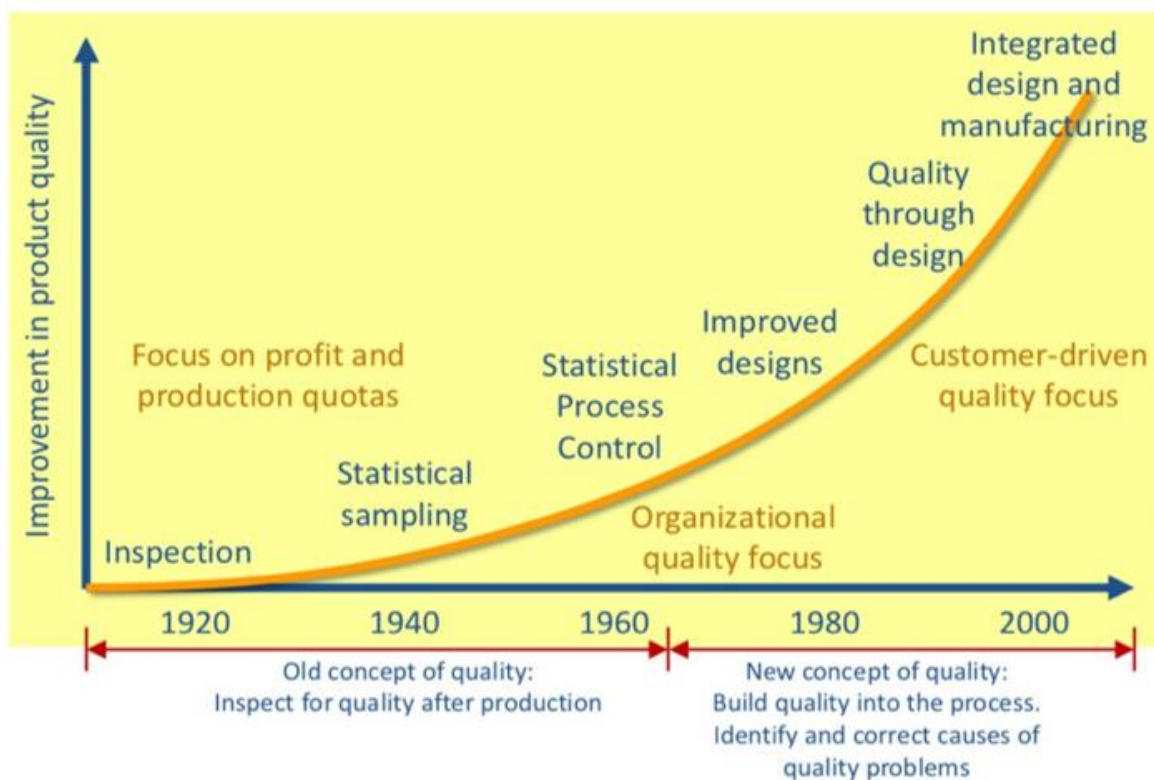 Improvement in product quality
Integrated
design and
manufacturing
Quality
through
design
Improved
designs
Focus on profit and
production quotas
Statistical
Process
Control
Customer-driven
quality focus
Statistical
sampling
Organizational
quality focus
Inspection
1920 1940 1960 1980 2000
Old concept of quality:
Inspect for quality after production
New concept of quality:
Build quality into the process.
Identify and correct causes of
quality problems